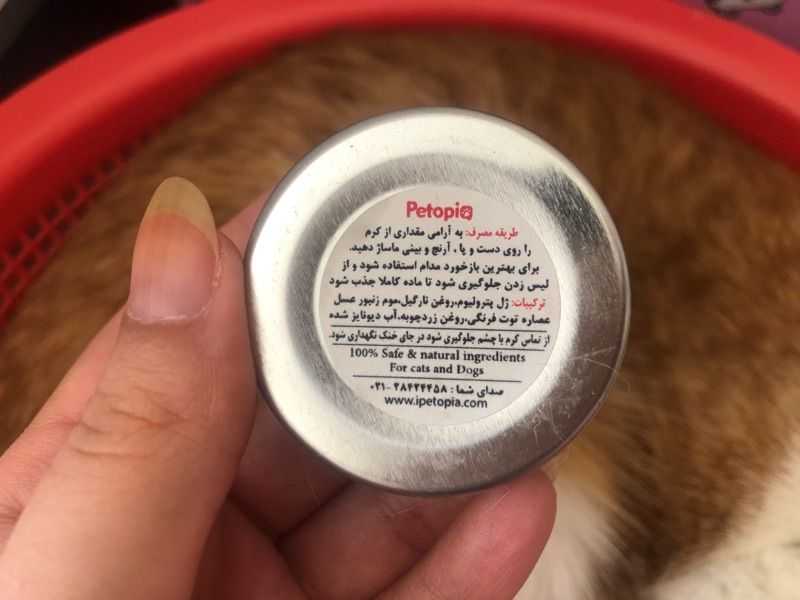 Petopia
طریقه مصرف: به آرامی مقداری از کرم
را روی دست و پا ، آرنج و بینی ماساژ دهید.
برای بهترین بازخورد مدام استفاده شود و از
لیس زدن جلوگیری شود تا ماده کاملا جذب شود
ترکیبات: ژل پترولیوم،روغن نارگیل،موم زنبور عسل
عصاره توت فرنگی،روغن زردچوبه،آب دیونایز شده
از تماس کرم با چشم جلوگیری شود در جای خنک نگهداری شود.
100% Safe & natural ingredients
For cats and Dogs
صدای شما : ۳۸۴۳۴۴۵۸ -۰۳۱
www.ipetopia.com